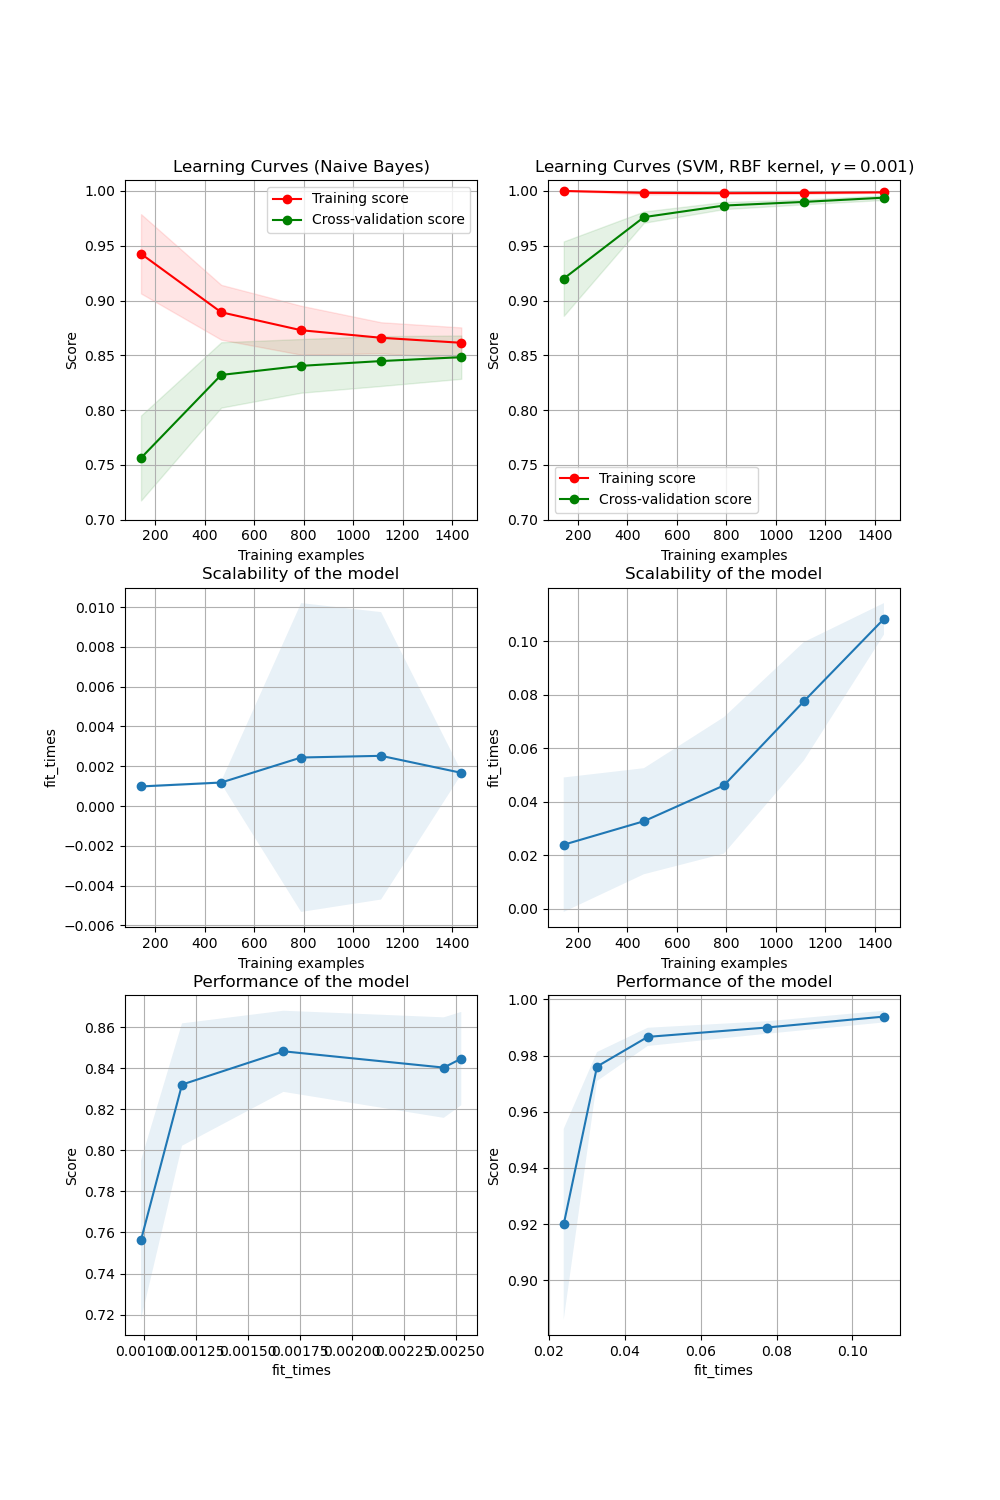 Learning Curves (Naive Bayes)
1.00
0.95
0.90
0.85
0.80
0.75
0.70
Score
Training score
Cross-validation score
200 400 600 800 1000 1200 1400
Training examples
Learning Curves (SVM, RBF kernel, γ = 0.001)
1.00
0.95
0.90
0.85
0.80
0.75
0.70
Score
Training score
Cross-validation score
200 400 600 800 1000 1200 1400
Training examples
Scalability of the model
0.010
0.008
0.006
0.004
0.002
0.000
−0.002
−0.004
−0.006
fit_times
200 400 600 800 1000 1200 1400
Training examples
Scalability of the model
0.10
0.08
0.06
0.04
0.02
0.00
fit_times
200 400 600 800 1000 1200 1400
Training examples
Performance of the model
0.86
0.84
0.82
0.80
0.78
0.76
0.74
0.72
Score
0.00100 0.00125 0.00150 0.00175 0.00200 0.00225 0.00250
fit_times
Performance of the model
1.00
0.98
0.96
0.94
0.92
0.90
Score
0.02 0.04 0.06 0.08 0.10
fit_times